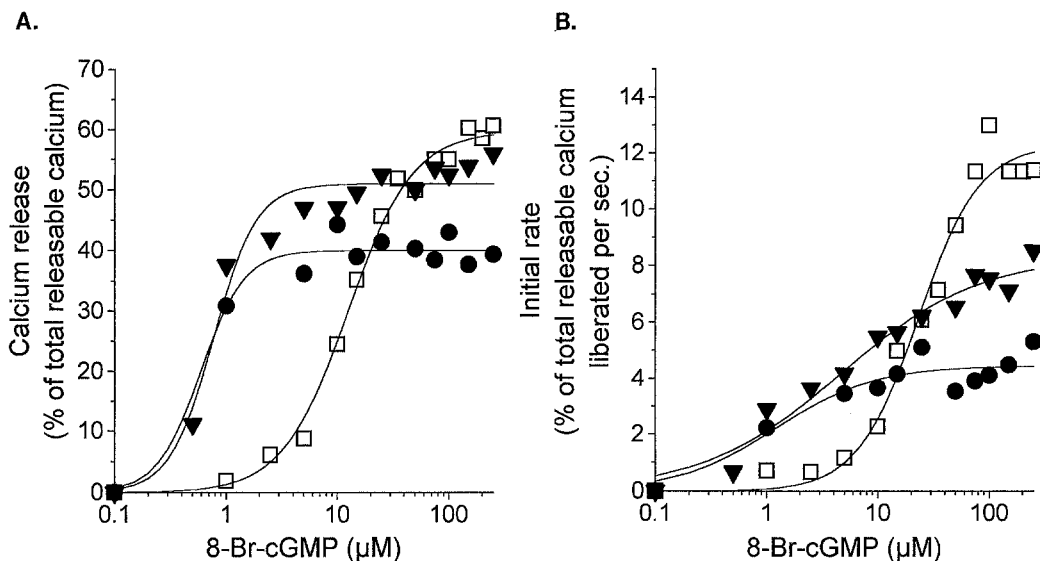 A.
Calcium release
(% of total releasable calcium)
70
60
50
40
30
20
10
0
0.1
1
10
100
8-Br-cGMP (µM)
B.
Initial rate
(% of total releasable calcium
liberated per sec.)
14
12
10
8
6
4
2
0
0.1
1
10
100
8-Br-cGMP (µM)